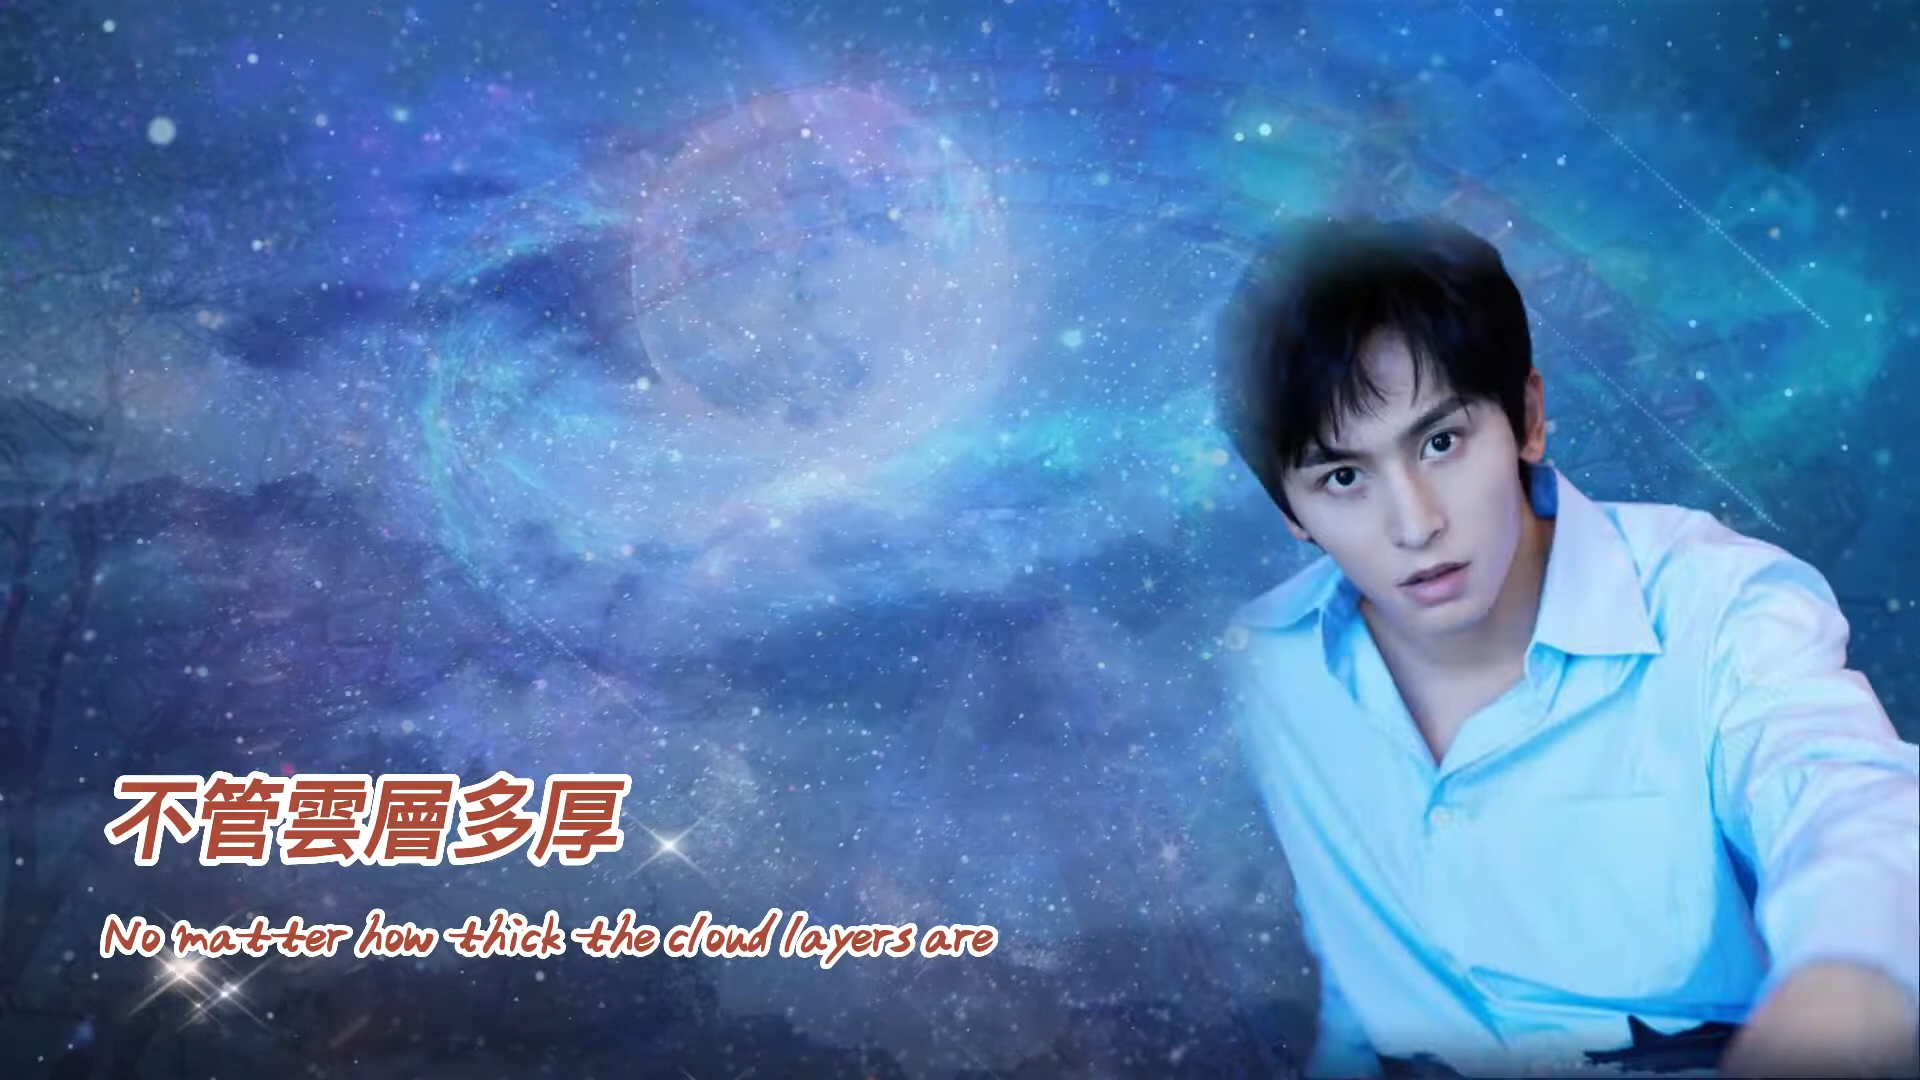 不管雲層多厚
No matter how thick the cloud layers are